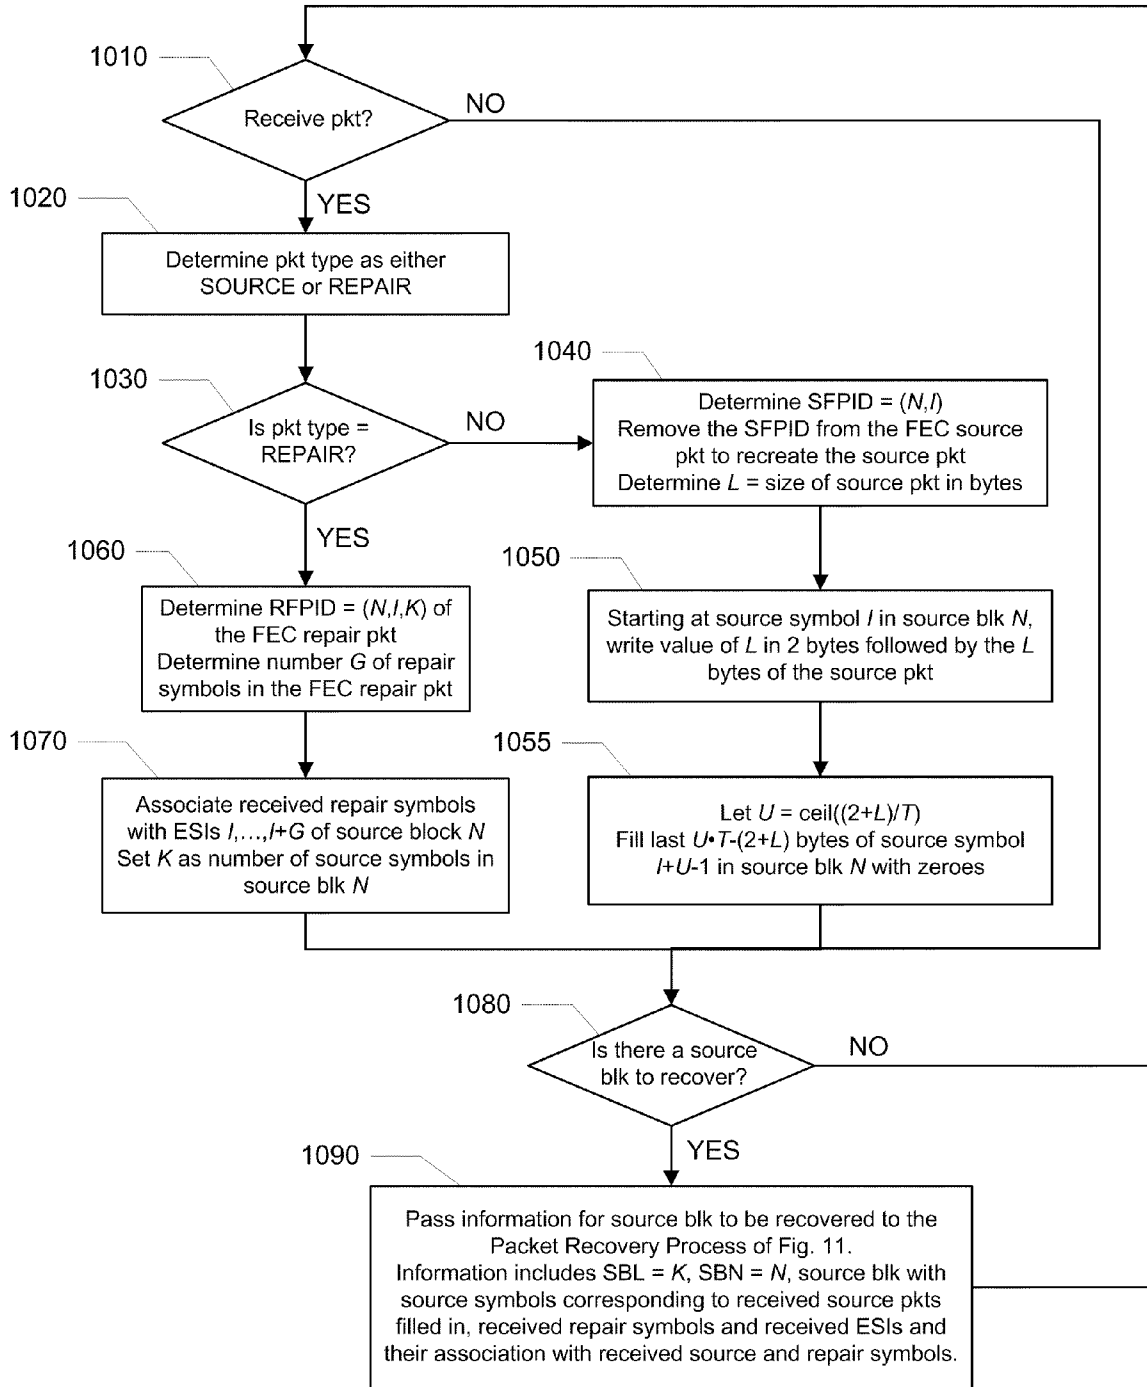 1010
Receive pkt?
NO
YES
1020
Determine pkt type as either
SOURCE or REPAIR
1030
Is pkt type =
REPAIR?
NO
YES
1040
Determine SFPID = (N,I)
Remove the SFPID from the FEC source
pkt to recreate the source pkt
Determine L = size of source pkt in bytes
1050
Starting at source symbol I in source blk N,
write value of L in 2 bytes followed by the L
bytes of the source pkt
1055
Let U = ceil((2+L)/T)
Fill last U•T-(2+L) bytes of source symbol
I+U-1 in source blk N with zeroes
1060
Determine RFPID = (N,I,K) of
the FEC repair pkt
Determine number G of repair
symbols in the FEC repair pkt
1070
Associate received repair symbols
with ESIs I,…,I+G of source block N
Set K as number of source symbols in
source blk N
1080
Is there a source
blk to recover?
NO
YES
1090
Pass information for source blk to be recovered to the
Packet Recovery Process of Fig. 11.
Information includes SBL = K, SBN = N, source blk with
source symbols corresponding to received source pkts
filled in, received repair symbols and received ESIs and
their association with received source and repair symbols.